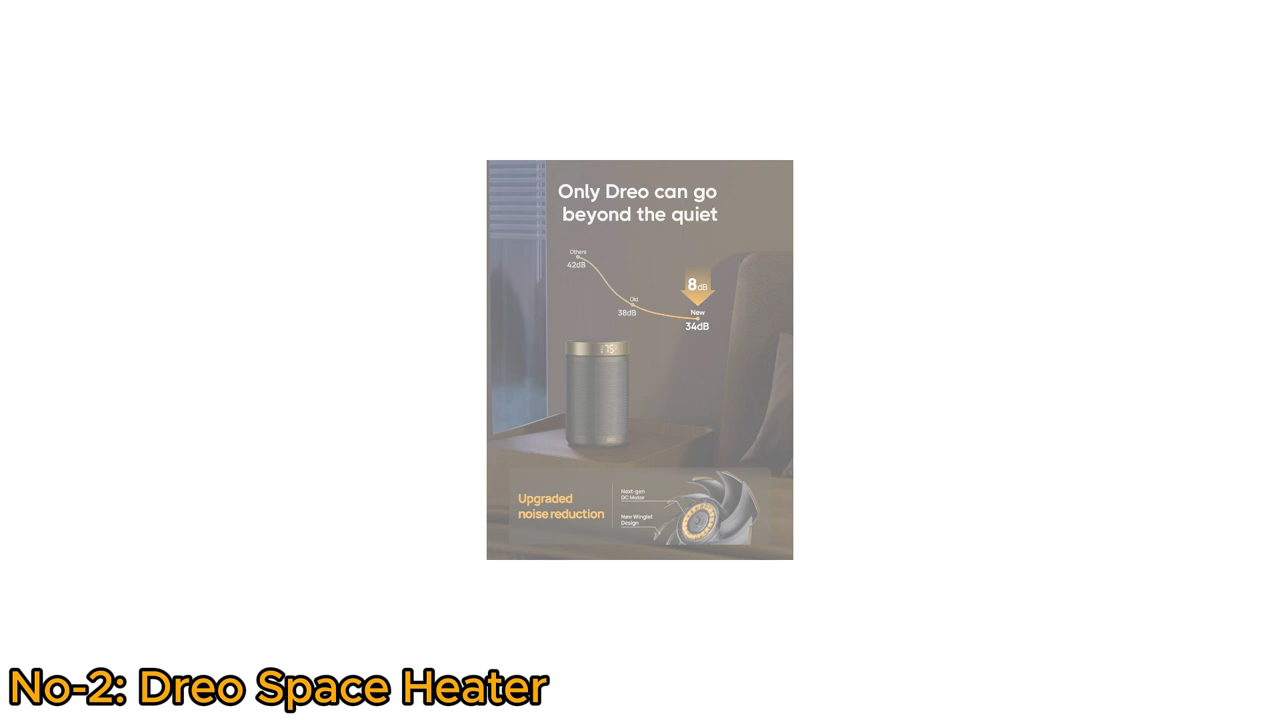 Only Dreo can go
beyond the quiet
Others
42dB
8dB
Old
38dB
New
34dB
Upgraded
noise reduction
Next-gen
DC Motor
New Winglet
Design
No-2: Dreo Space Heater